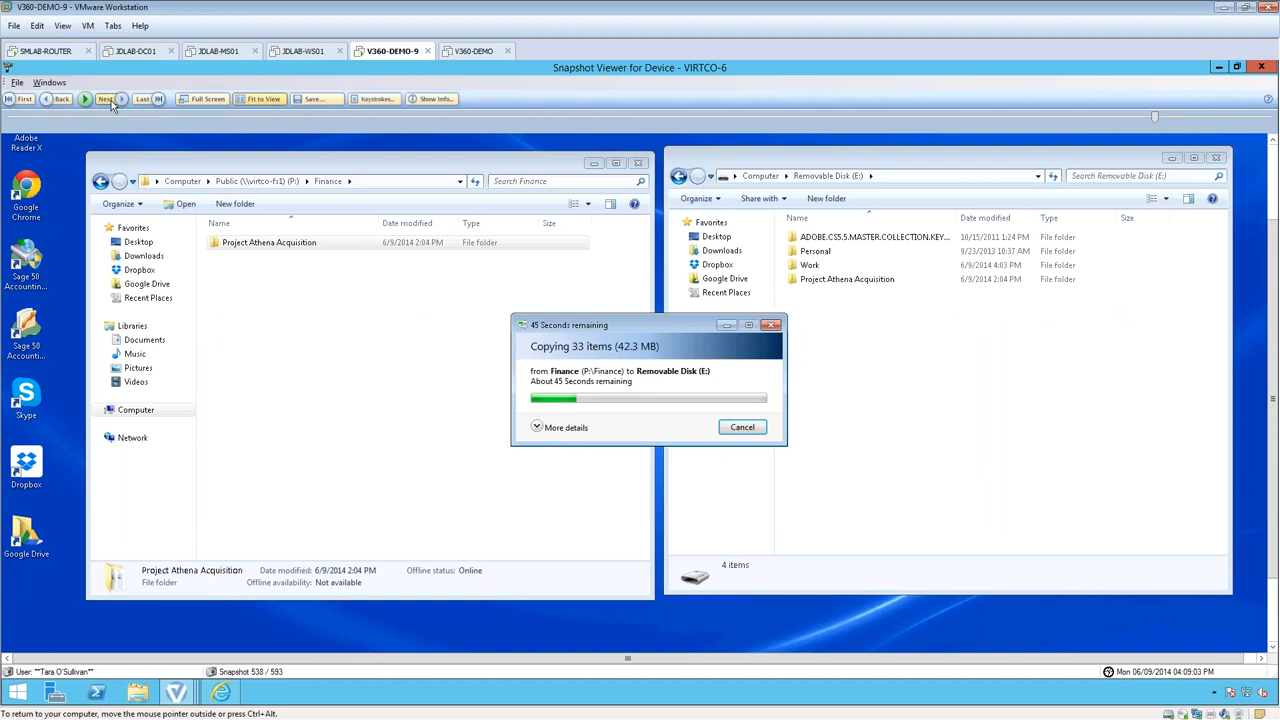 V360-DEMO-9 - VMware Workstation
File Edit View VM Tabs Help
SMLAB-ROUTER JDLAB-DC01 JDLAB-MS01 JDLAB-WS01 V360-DEMO-9 V360-DEMO
Snapshot Viewer for Device - VIRTCO-6
File Windows
First Back Next Last Full Screen Fit to View Save... Keystrokes.. Show Info..
Adobe
Reader X
Google
Chrome
Sage 50
Accountin...
Sage 50
Accounti...
Skype
Dropbox
Google Drive
Computer Public (\\virtco-fs1) (P:) Finance Search Finance
Organize Open New folder
Name Date modified Type Size
Favorites
Desktop
Downloads
Dropbox
Google Drive
Recent Places
Libraries
Documents
Music
Pictures
Videos
Computer
Network
Project Athena Acquisition 6/9/2014 2:04 PM File folder
Project Athena Acquisition Date modified: 6/9/2014 2:04 PM Offline status: Online
File folder Offline availability: Not available
Computer Removable Disk (E:) Search Removable Disk (E:)
Organize Share with New folder
Name Date modified Type Size
Favorites
Desktop
Downloads
Dropbox
Google Drive
Recent Places
ADOBE.CS5.5.MASTER.COLLECTION.KEY... 10/15/2011 1:24 PM File folder
Personal 9/23/2013 10:37 AM File folder
Work 6/9/2014 4:03 PM File folder
Project Athena Acquisition 6/9/2014 2:04 PM File folder
4 items
45 Seconds remaining
Copying 33 items (42.3 MB)
from Finance (P:\Finance) to Removable Disk (E:)
About 45 Seconds remaining
More details Cancel
User: **Tara O'Sullivan** Snapshot 538 / 593 Mon 06/09/2014 04:09:03 PM
To return to your computer, move the mouse pointer outside or press Ctrl+Alt.